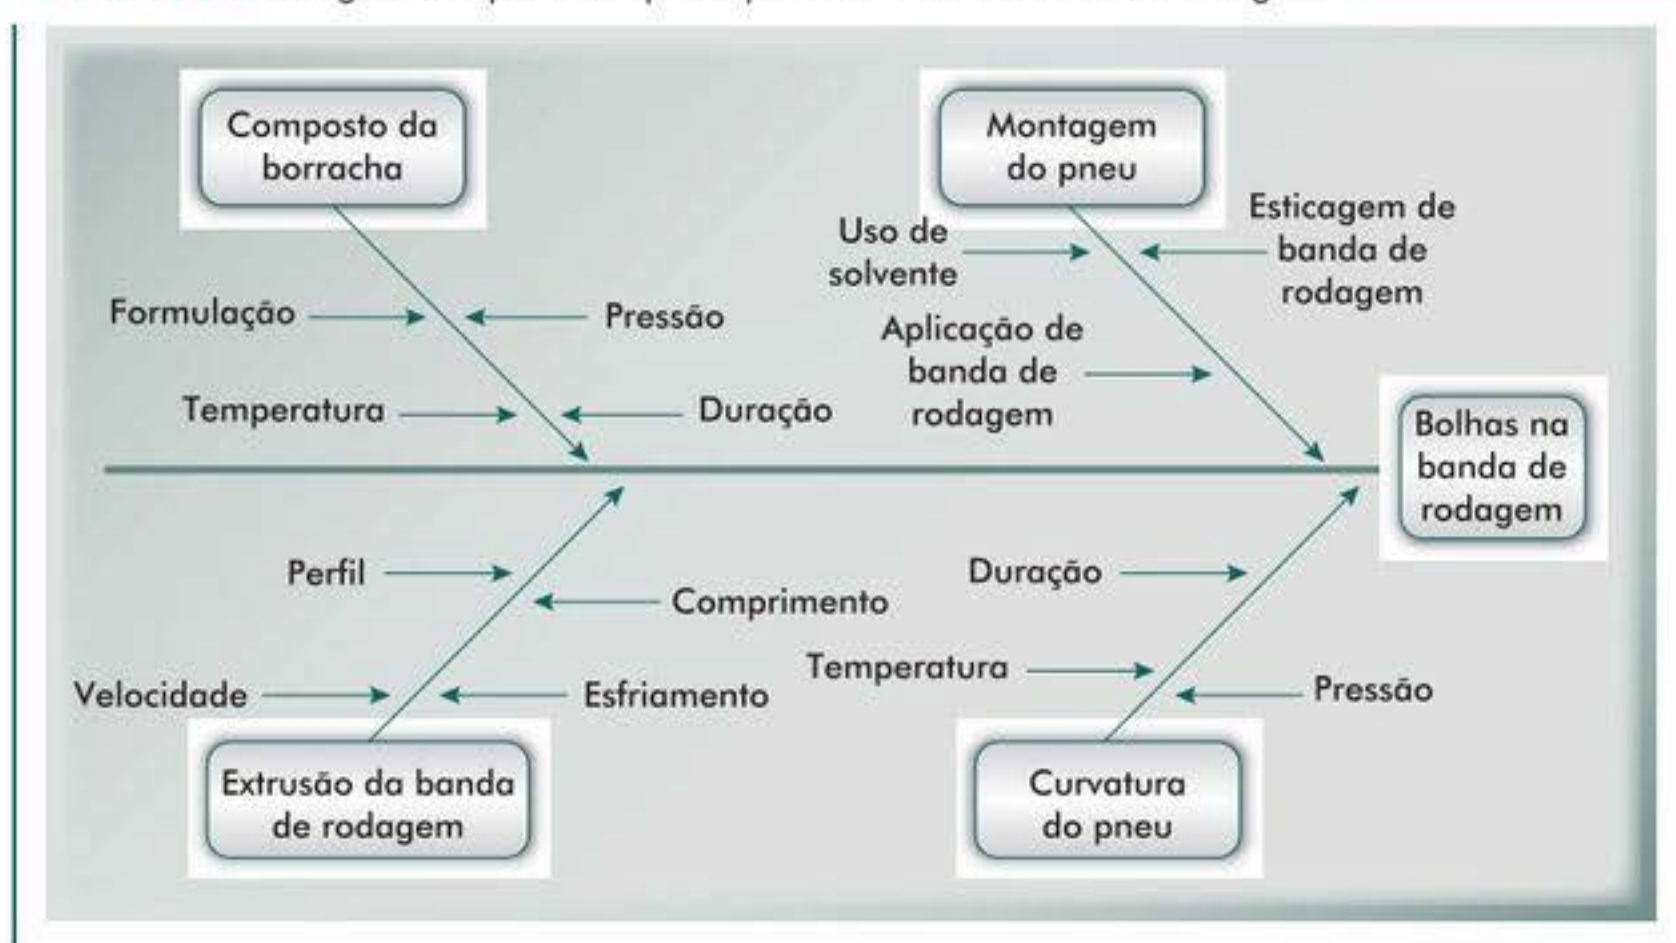 Composto da
borracha
Montagem
do pneu
Uso de
solvente
Esticagem de
banda de
rodagem
Formulação
Pressão
Aplicação de
banda de
rodagem
Temperatura
Duração
Bolhas na
banda de
rodagem
Perfil
Comprimento
Duração
Temperatura
Velocidade
Esfriamento
Pressão
Extrusão da banda
de rodagem
Curvatura
do pneu